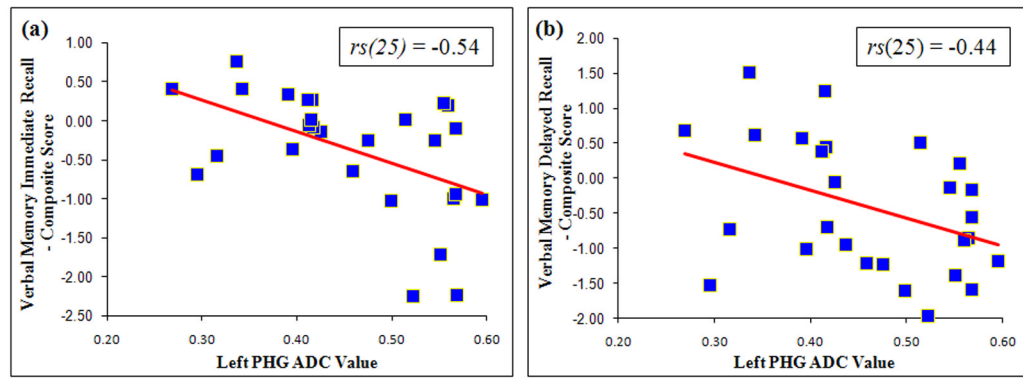 (a)
rs(25) = -0.54
Verbal Memory Immediate Recall
- Composite Score
1.00
0.50
0.00
-0.50
-1.00
-1.50
-2.00
-2.50
0.20 0.30 0.40 0.50 0.60
Left PHG ADC Value
(b)
rs(25) = -0.44
Verbal Memory Delayed Recall
- Composite Score
2.00
1.50
1.00
0.50
0.00
-0.50
-1.00
-1.50
-2.00
0.20 0.30 0.40 0.50 0.60
Left PHG ADC Value